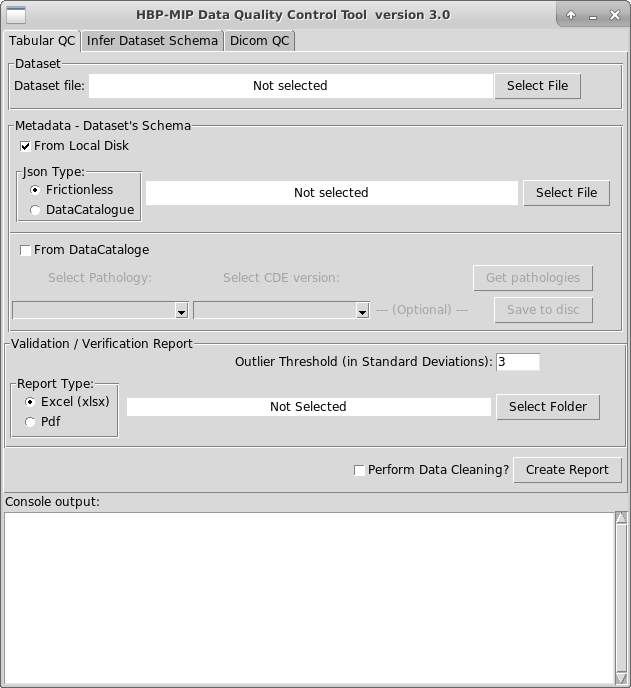 HBP-MIP Data Quality Control Tool version 3.0
Tabular QC Infer Dataset Schema Dicom QC
Dataset
Dataset file: Not selected Select File
Metadata - Dataset's Schema
From Local Disk
Json Type:
Frictionless
Not selected Select File
DataCatalogue
From DataCataloge
Select Pathology: Select CDE version: Get pathologies
--- (Optional) --- Save to disc
Validation / Verification Report
Outlier Threshold (in Standard Deviations): 3
Report Type:
Excel (xlsx)
Not Selected Select Folder
Pdf
Perform Data Cleaning? Create Report
Console output: